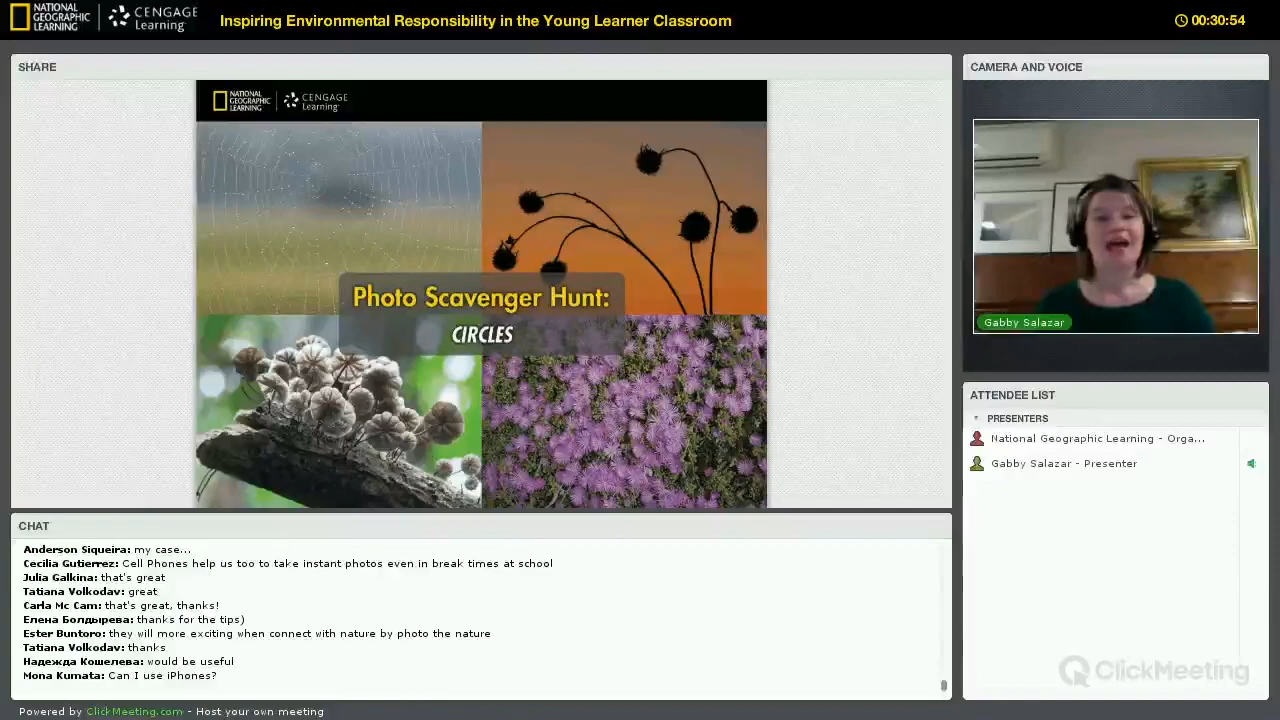 NATIONAL
GEOGRAPHIC
LEARNING
CENGAGE
Learning
Inspiring Environmental Responsibility in the Young Learner Classroom
00:30:54
SHARE
NATIONAL
GEOGRAPHIC
LEARNING
CENGAGE
Learning
Photo Scavenger Hunt:
CIRCLES
CAMERA AND VOICE
Gabby Salazar
ATTENDEE LIST
PRESENTERS
National Geographic Learning - Orga...
Gabby Salazar - Presenter
CHAT
Anderson Siqueira: my case...
Cecilia Gutierrez: Cell Phones help us too to take instant photos even in break times at school
Julia Galkina: that's great
Tatiana Volkodav: great
Carla Mc Cam: that's great, thanks!
Елена Болдырева: thanks for the tips)
Ester Buntoro: they will more exciting when connect with nature by photo the nature
Tatiana Volkodav: thanks
Надежда Кошелева: would be useful
Mona Kumata: Can I use iPhones?
ClickMeeting
Powered by ClickMeeting.com - Host your own meeting